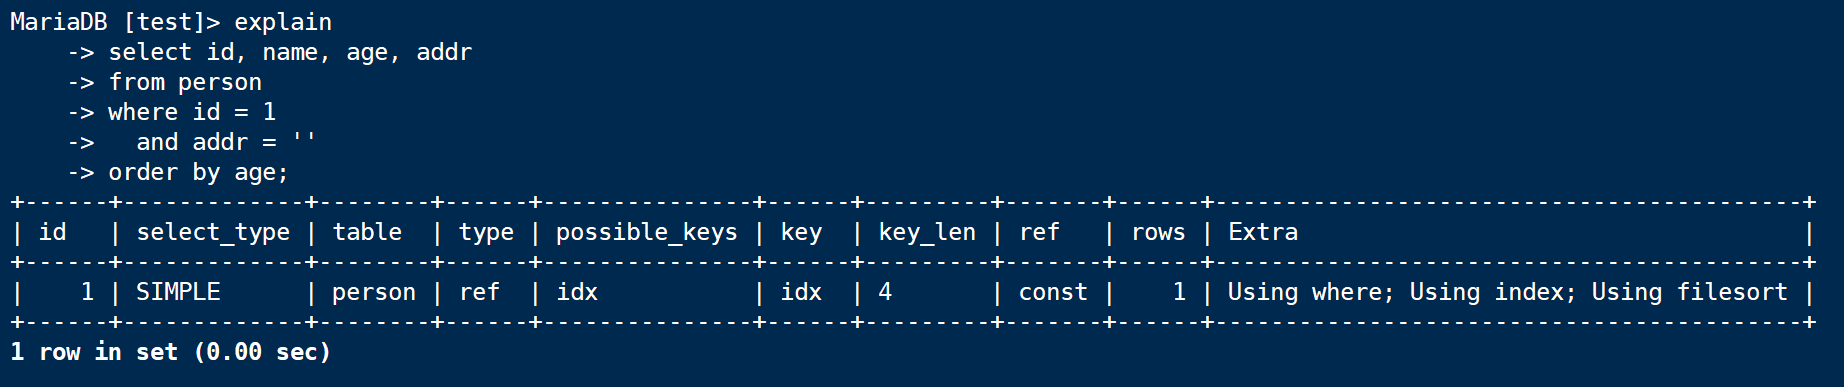 MariaDB [test]> explain
    -> select id, name, age, addr
    -> from person
    -> where id = 1
    ->   and addr = ''
    -> order by age;
+------+-------------+--------+------+---------------+------+---------+-------+------+------------------------------------------+
| id   | select_type | table  | type | possible_keys | key  | key_len | ref   | rows | Extra                                    |
+------+-------------+--------+------+---------------+------+---------+-------+------+------------------------------------------+
|    1 | SIMPLE      | person | ref  | idx           | idx  | 4       | const |    1 | Using where; Using index; Using filesort |
+------+-------------+--------+------+---------------+------+---------+-------+------+------------------------------------------+
1 row in set (0.00 sec)